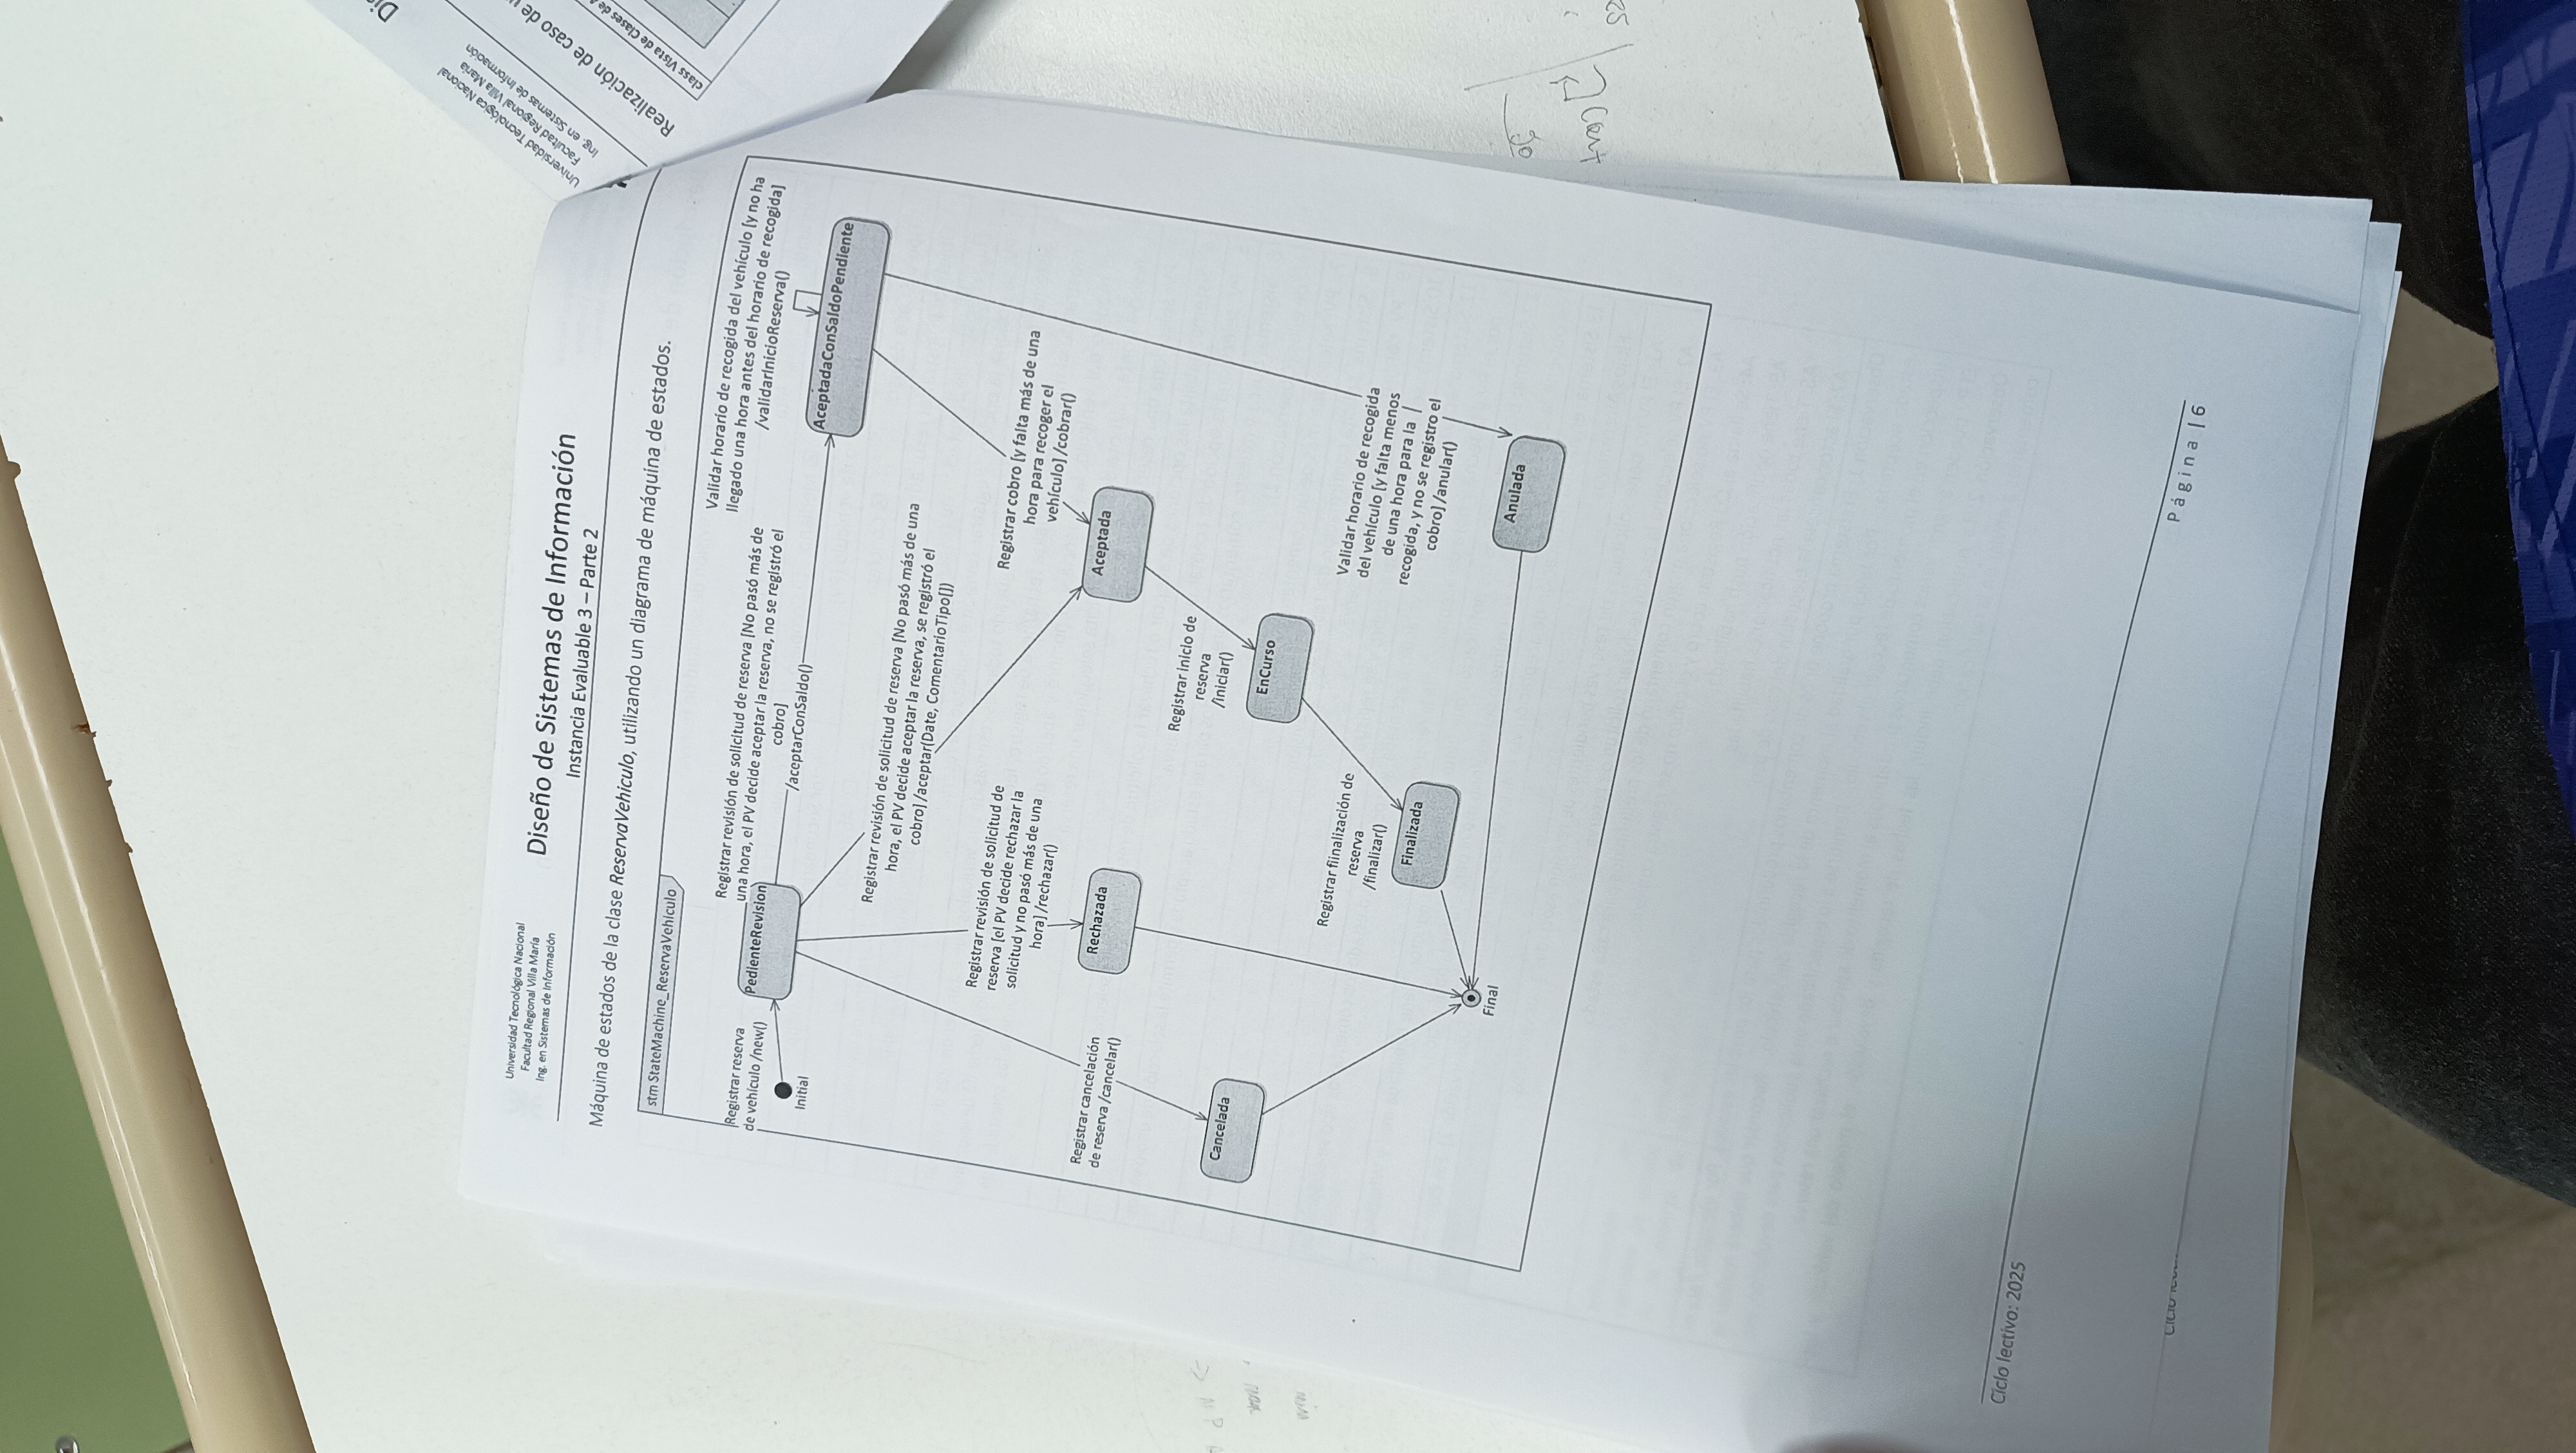 Universidad Tecnológica Nacional
Facultad Regional Villa María
Ing. en Sistemas de Información
Diseño de Sistemas de Información
Instancia Evaluable 3 – Parte 2
Máquina de estados de la clase ReservaVehiculo, utilizando un diagrama de máquina de estados.
stm StateMachine_ReservaVehículo
Registrar reserva
de vehículo /new()
Initial
PedienteRevision
Registrar revisión de solicitud de reserva [No pasó más de
una hora, el PV decide aceptar la reserva, no se registró el
cobro]
/aceptarConSaldo()
Validar horario de recogida del vehículo [y no ha
llegado una hora antes del horario de recogida]
/validarInicioReserva()
AceptadaConSaldoPendiente
Registrar revisión de solicitud de reserva [No pasó más de una
hora, el PV decide aceptar la reserva, se registró el
cobro] /aceptar(Date, ComentarioTipo[])
Registrar cobro [y falta más de una
hora para recoger el
vehículo] /cobrar()
Registrar revisión de solicitud de
reserva [el PV decide rechazar la
solicitud y no pasó más de una
hora] /rechazar()
Rechazada
Aceptada
Registrar cancelación
de reserva /cancelar()
Cancelada
Registrar inicio de
reserva
/iniciar()
EnCurso
Registrar fiinalización de
reserva
/finalizar()
Finalizada
Validar horario de recogida
del vehículo [y falta menos
de una hora para la
recogida, y no se registro el
cobro] /anular()
Anulada
Final
Ciclo lectivo: 2025
Página | 6
Universidad Tecnológica Nacional
Facultad Regional Villa María
Ing. en Sistemas de Información
Realización de caso de
class Vista de Clases de
Cant